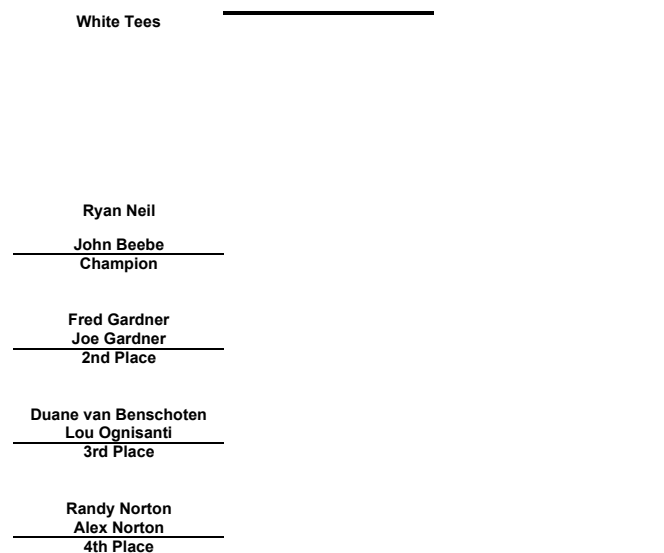 White Tees
Ryan Neil
John Beebe
Champion
Fred Gardner
Joe Gardner
2nd Place
Duane van Benschoten
Lou Ognisanti
3rd Place
Randy Norton
Alex Norton
4th Place